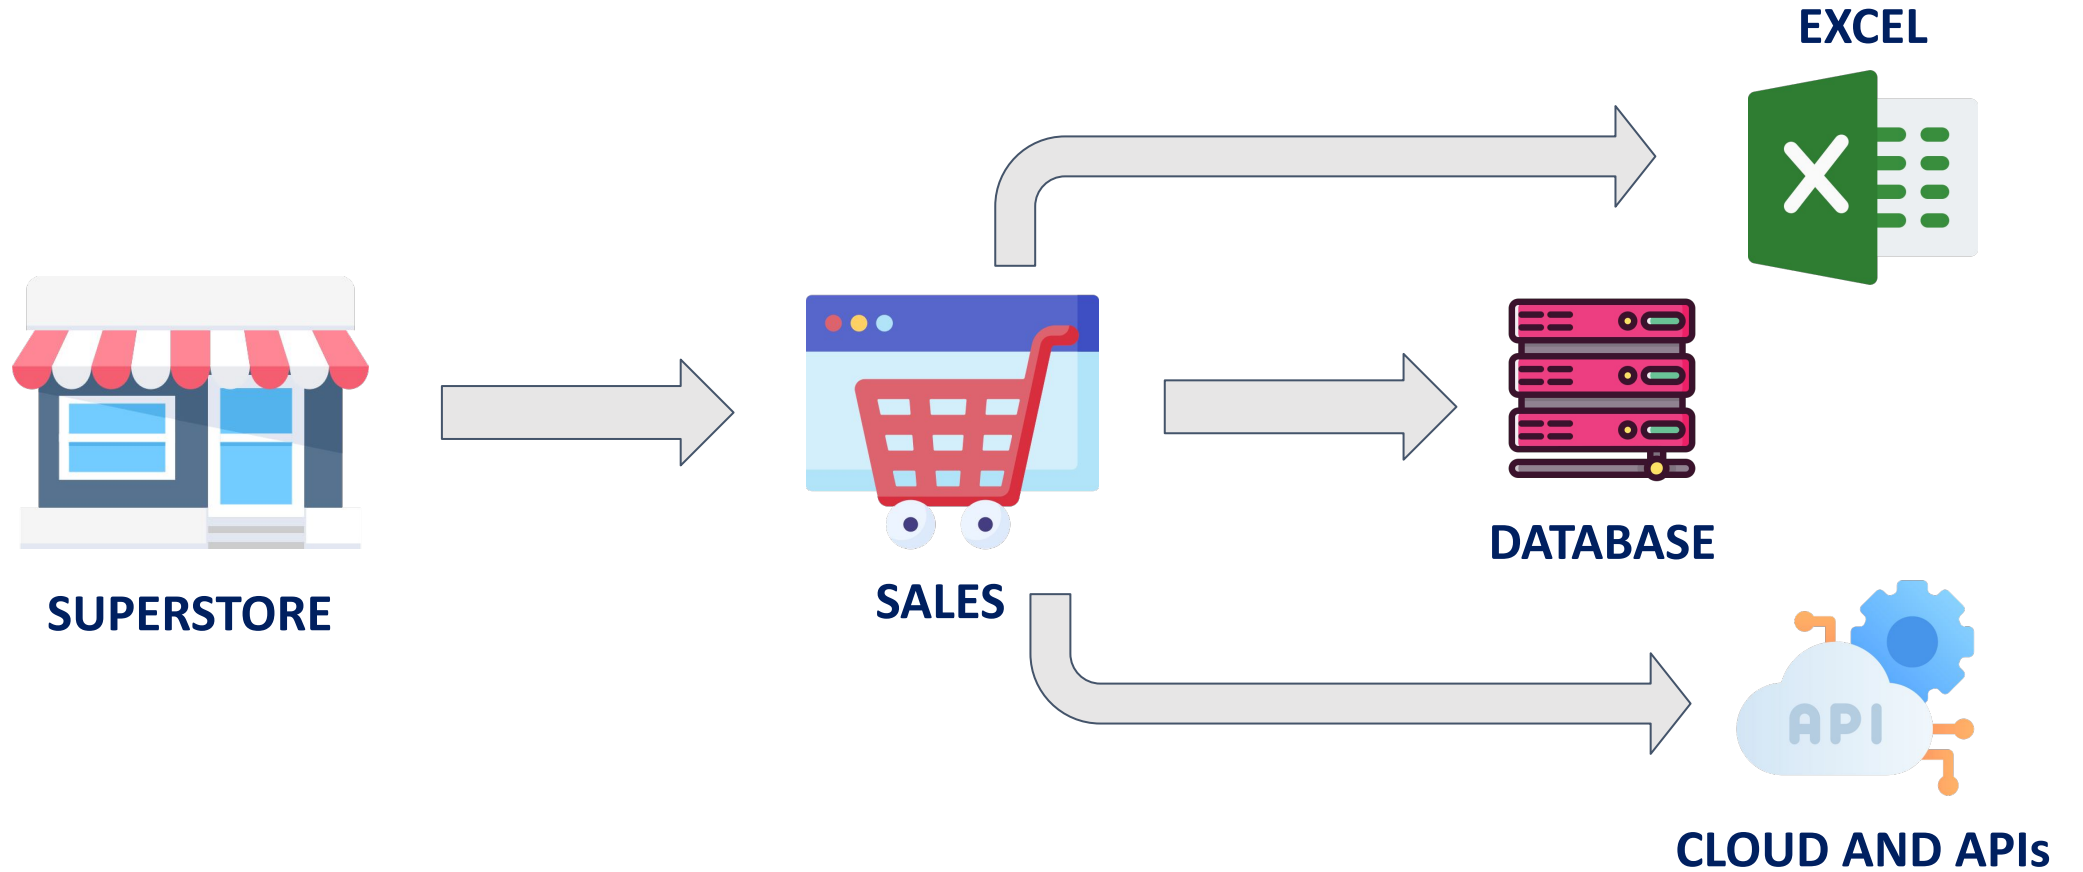 EXCEL
X
SUPERSTORE
SALES
DATABASE
API
CLOUD AND APIs